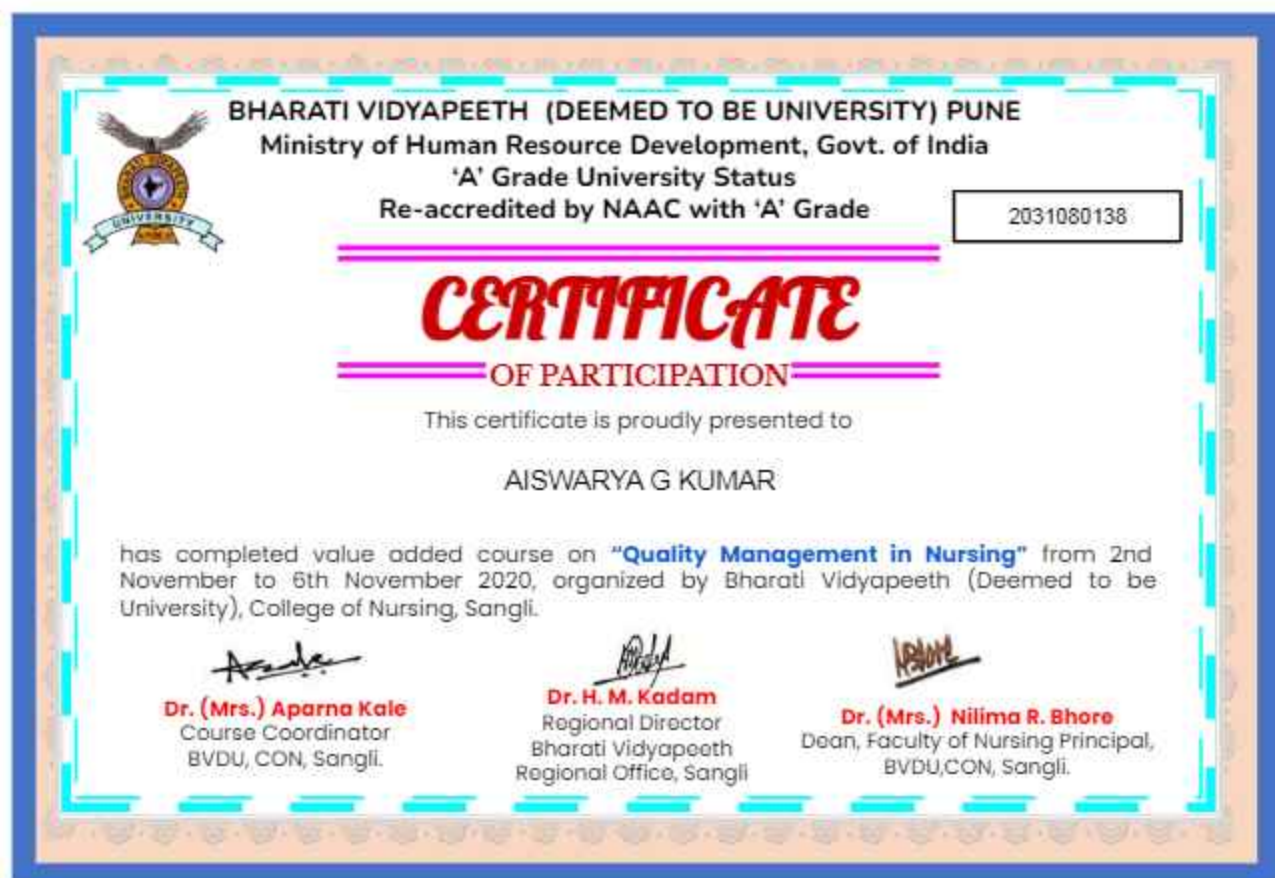 BHARATI VIDYAPEETH (DEEMED TO BE UNIVERSITY) PUNE
Ministry of Human Resource Development, Govt. of India
‘A’ Grade University Status
Re-accredited by NAAC with ‘A’ Grade
2031080138
CERTIFICATE
OF PARTICIPATION
This certificate is proudly presented to
AISWARYA G KUMAR
has completed value added course on “Quality Management in Nursing” from 2nd
November to 6th November 2020, organized by Bharati Vidyapeeth (Deemed to be
University), College of Nursing, Sangli.
Dr. (Mrs.) Aparna Kale
Course Coordinator
BVDU, CON, Sangli.
Dr. H. M. Kadam
Regional Director
Bharati Vidyapeeth
Regional Office, Sangli
Dr. (Mrs.) Nilima R. Bhore
Dean, Faculty of Nursing Principal,
BVDU,CON, Sangli.
BHARATI VIDYAPEETH
UNIVERSITY